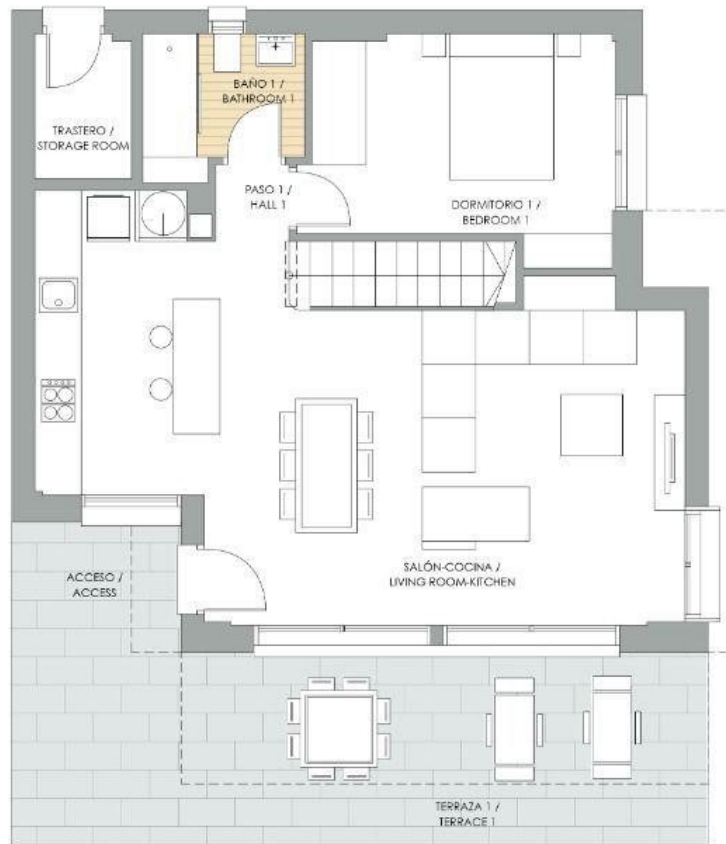 BAÑO 1 /
BATHROOM 1
TRASTERO /
STORAGE ROOM
PASO 1 /
HALL 1
DORMITORIO 1 /
BEDROOM 1
SALÓN-COCINA /
LIVING ROOM-KITCHEN
ACCESO /
ACCESS
TERRAZA 1 /
TERRACE 1